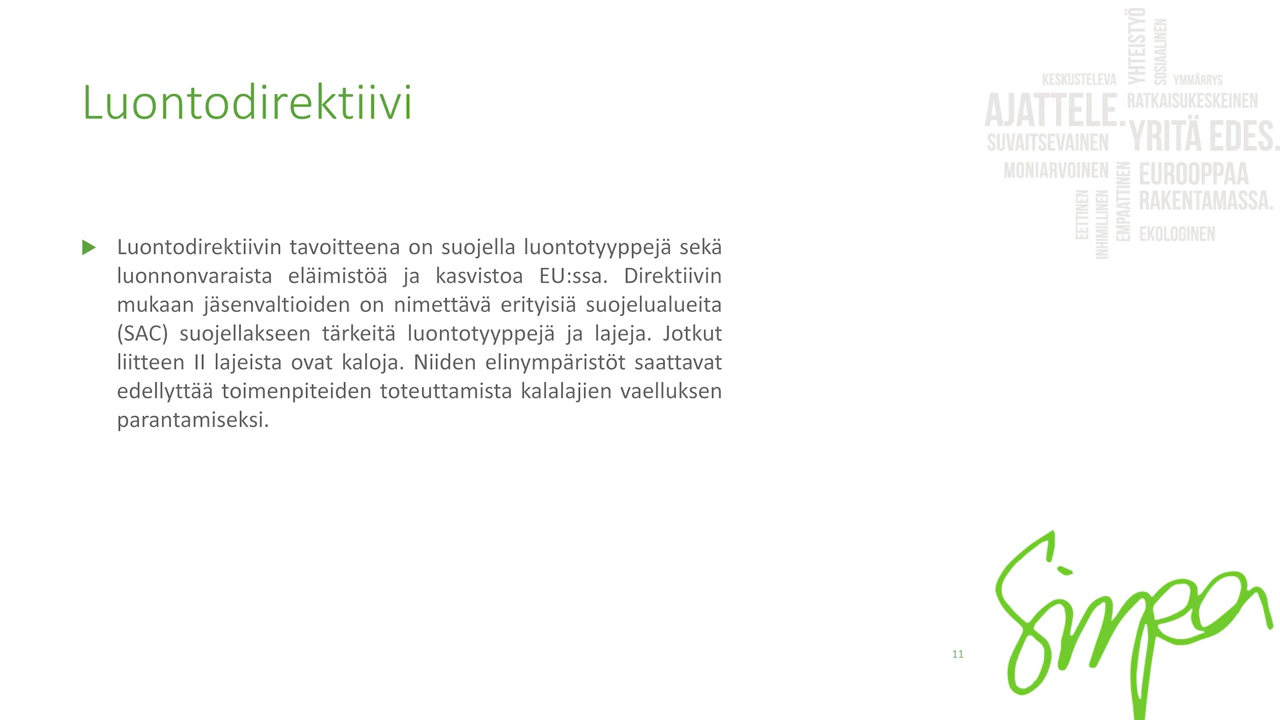 Luontodirektiivi
Luontodirektiivin tavoitteena on suojella luontotyyppejä sekä
luonnonvaraista eläimistöä ja kasvistoa EU:ssa. Direktiivin
mukaan jäsenvaltioiden on nimettävä erityisiä suojelualueita
(SAC) suojellakseen tärkeitä luontotyyppejä ja lajeja. Jotkut
liitteen II lajeista ovat kaloja. Niiden elinympäristöt saattavat
edellyttää toimenpiteiden toteuttamista kalalajien vaelluksen
parantamiseksi.
YHTEISTYÖ
SOSIAALINEN
KESKUSTELEVA
YMMÄRRYS
AJATTELE.
RATKAISUKESKEINEN
SUVAITSEVAINEN
YRITÄ EDES.
MONIARVOINEN
EUROOPPAA
RAKENTAMASSA.
EETTINEN
INHIMILLINEN
EMPAATTINEN
EKOLOGINEN
Simpa
11